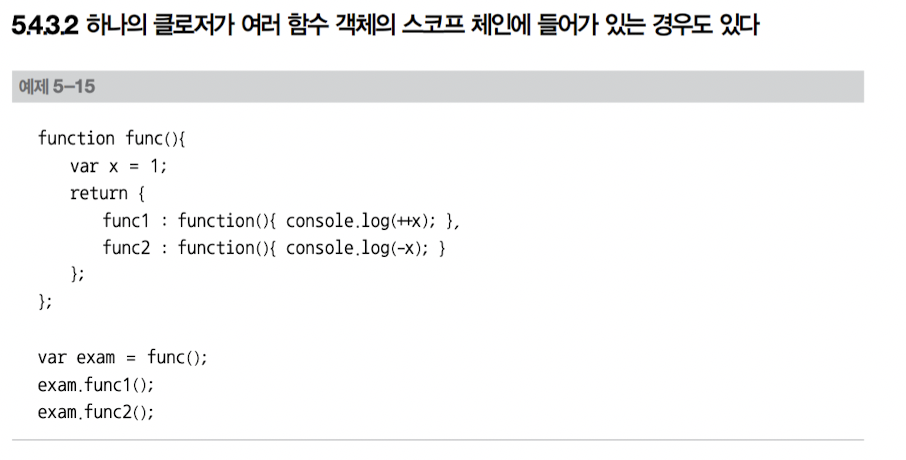 5.4.3.2 하나의 클로저가 여러 함수 객체의 스코프 체인에 들어가 있는 경우도 있다
예제 5-15
function func(){
    var x = 1;
    return {
        func1 : function(){ console.log(++x); },
        func2 : function(){ console.log(-x); }
    };
};
var exam = func();
exam.func1();
exam.func2();